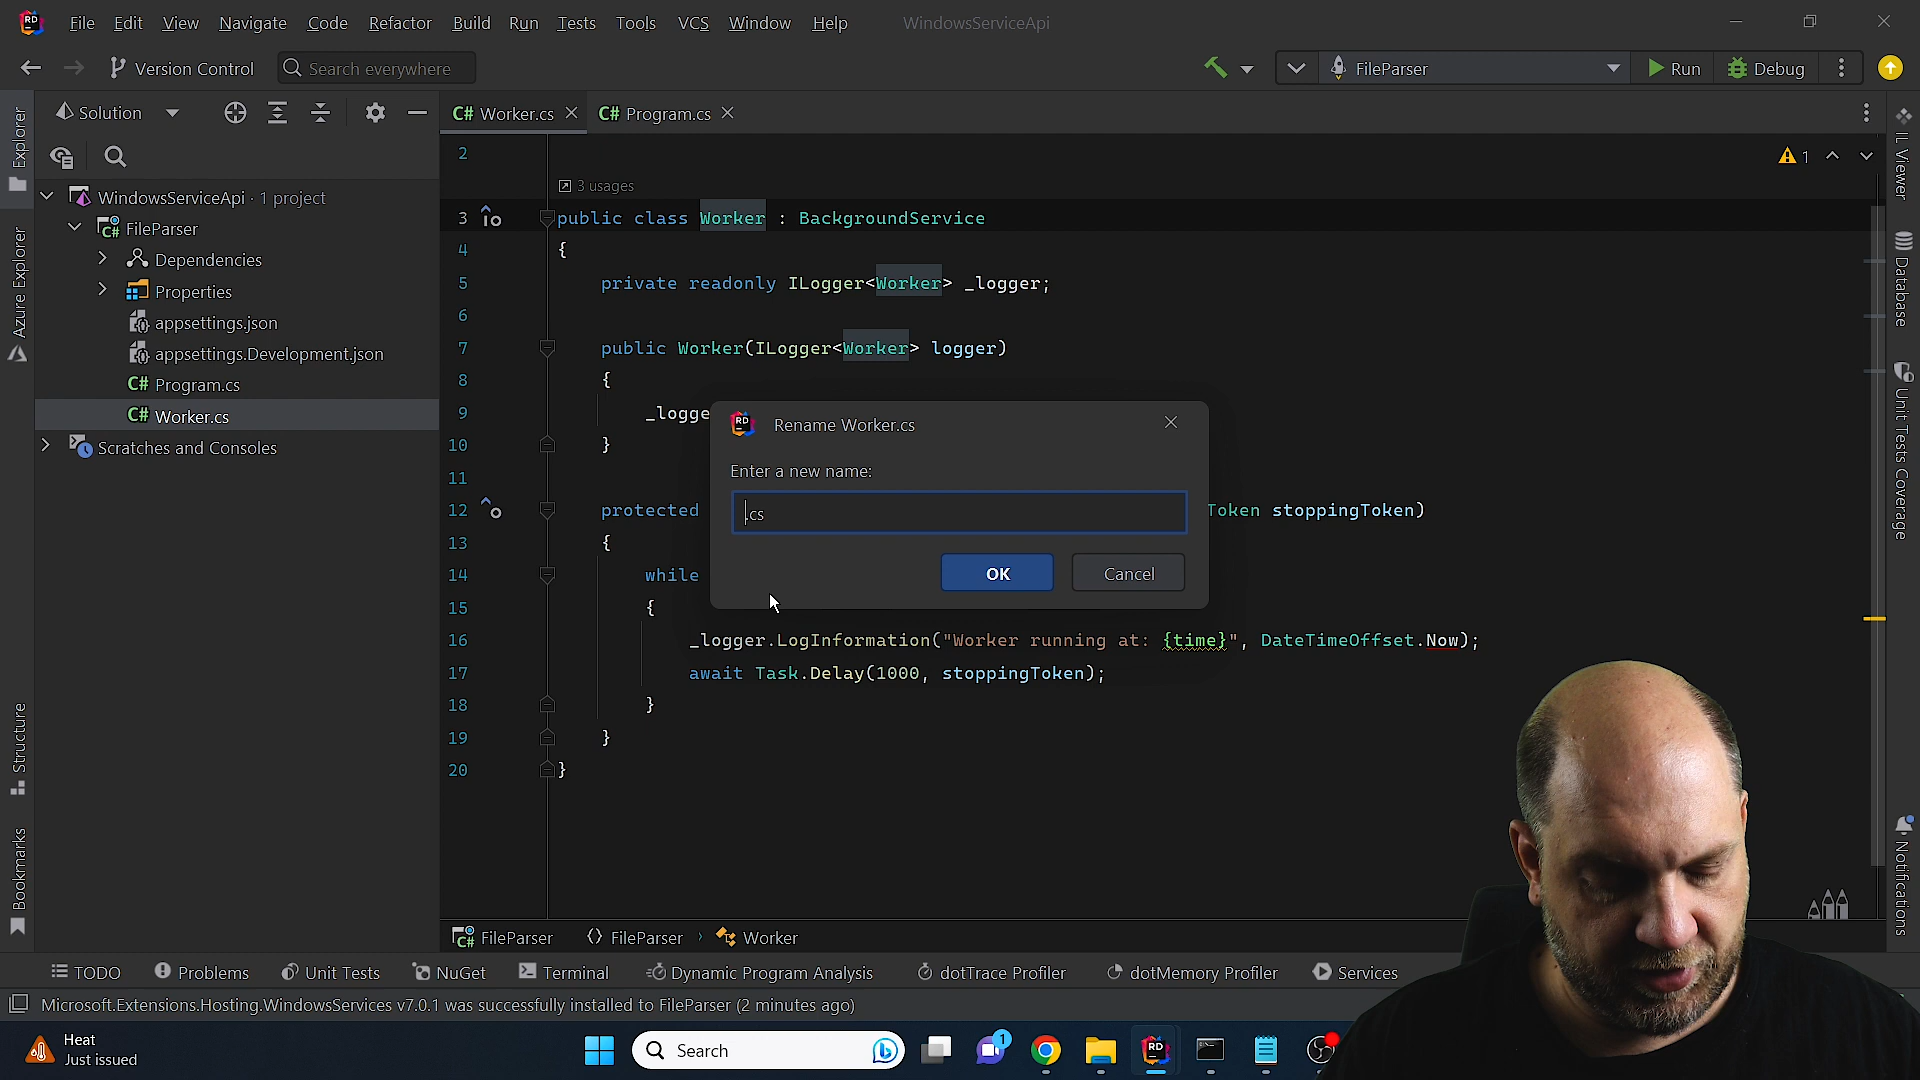 File Edit View Navigate Code Refactor Build Run Tests Tools VCS Window Help WindowsServiceApi
Version Control Search everywhere FileParser Run Debug
Solution
C# Worker.cs C# Program.cs
Explorer
Azure Explorer
Structure
Bookmarks
WindowsServiceApi · 1 project
FileParser
Dependencies
Properties
appsettings.json
appsettings.Development.json
C# Program.cs
C# Worker.cs
Scratches and Consoles
1
2
3 usages
3 public class Worker : BackgroundService
4 {
5 private readonly ILogger<Worker> _logger;
6
7 public Worker(ILogger<Worker> logger)
8 {
9 _logge
10 }
11
12 protected Token stoppingToken)
13 {
14 while
15 {
16 _logger.LogInformation("Worker running at: {time}", DateTimeOffset.Now);
17 await Task.Delay(1000, stoppingToken);
18 }
19 }
20 }
Rename Worker.cs
Enter a new name:
.cs
OK Cancel
IL Viewer
Database
Unit Tests Coverage
Notifications
FileParser FileParser › Worker
TODO Problems Unit Tests NuGet Terminal Dynamic Program Analysis dotTrace Profiler dotMemory Profiler Services
Microsoft.Extensions.Hosting.WindowsServices v7.0.1 was successfully installed to FileParser (2 minutes ago)
Heat
Just issued
Search
1
RD